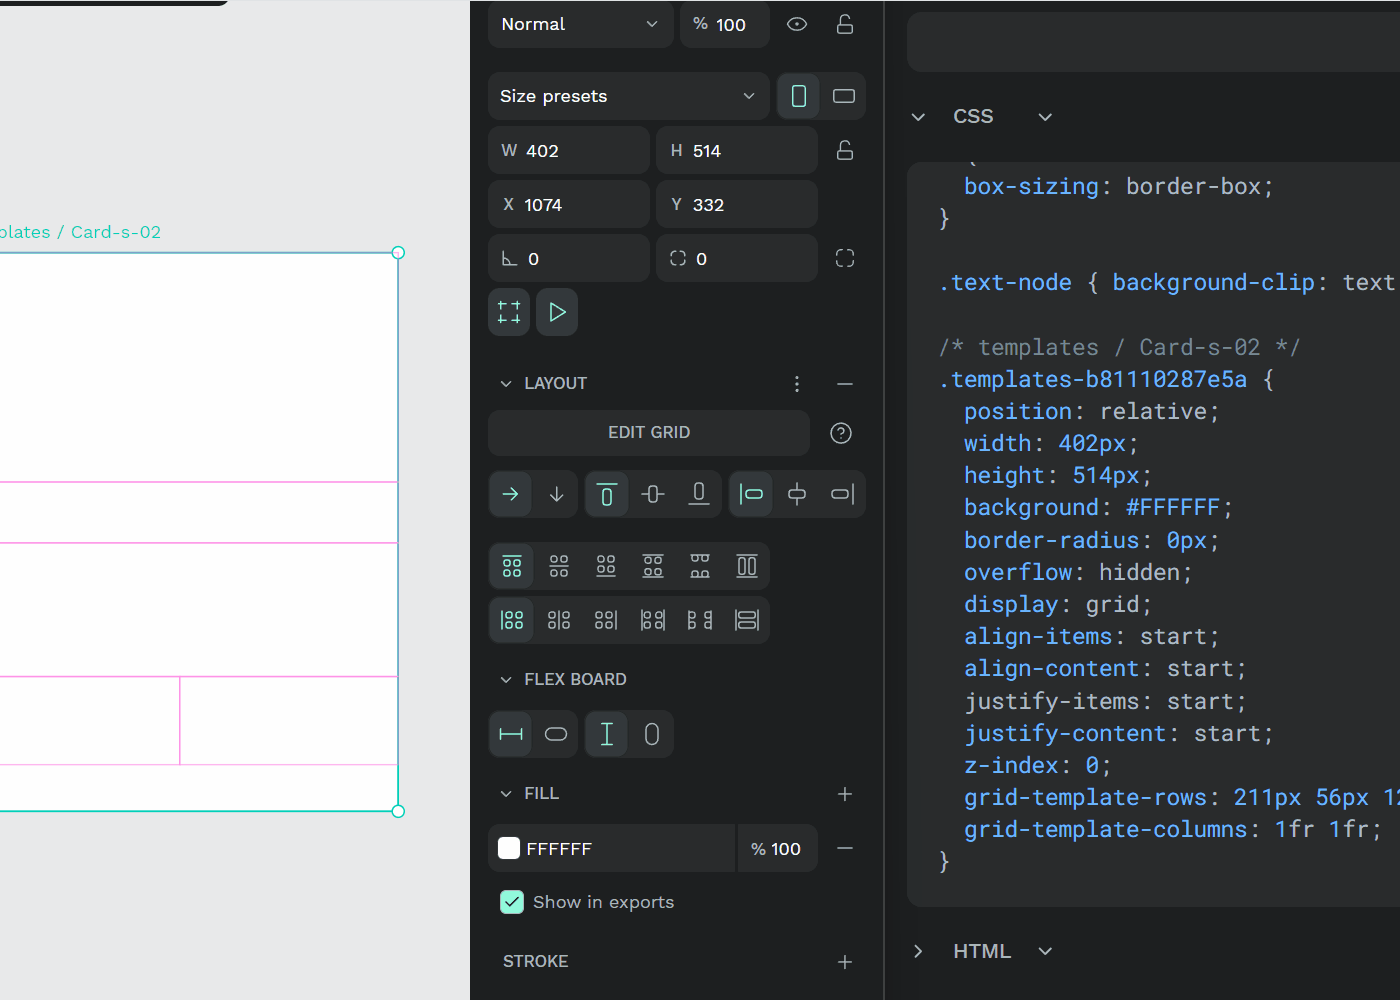 Normal
% 100
Size presets
W 402
H 514
X 1074
Y 332
0
0
LAYOUT
EDIT GRID
FLEX BOARD
FILL
FFFFFF
% 100
Show in exports
STROKE
/ Card-s-02
CSS
{
box-sizing: border-box;
}
.text-node { background-clip: text
/* templates / Card-s-02 */
.templates-b81110287e5a {
position: relative;
width: 402px;
height: 514px;
background: #FFFFFF;
border-radius: 0px;
overflow: hidden;
display: grid;
align-items: start;
align-content: start;
justify-items: start;
justify-content: start;
z-index: 0;
grid-template-rows: 211px 56px
grid-template-columns: 1fr 1fr;
}
HTML